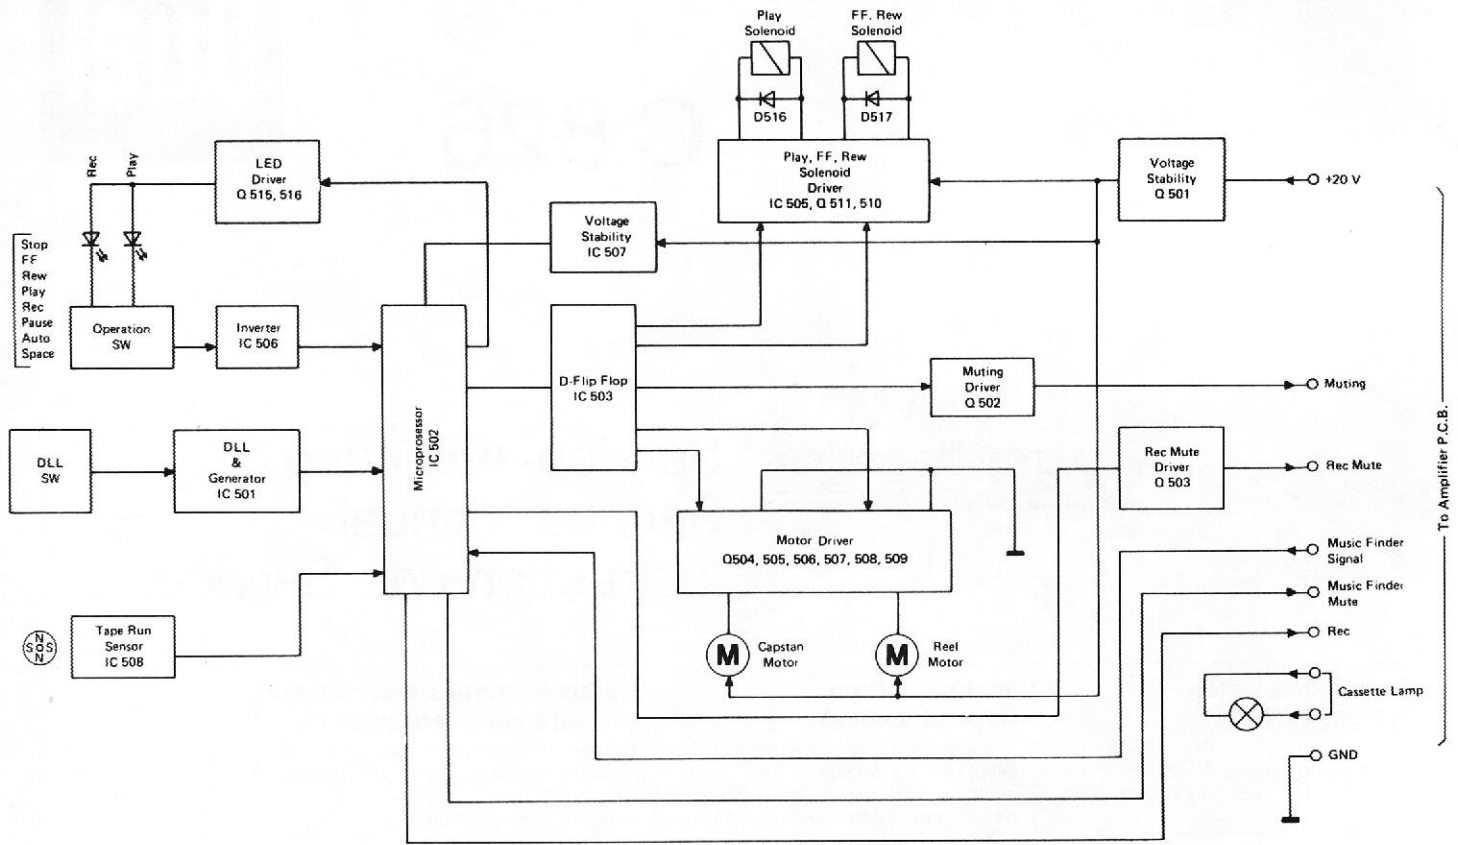 Play
Solenoid
FF. Rew
Solenoid
D516
D517
Rec
Play
LED
Driver
Q 515, 516
Play, FF, Rew
Solenoid
Driver
IC 505, Q 511, 510
Voltage
Stability
Q 501
+20 V
Voltage
Stability
IC 507
Stop
FF
Rew
Play
Rec
Pause
Auto
Space
Operation
SW
Inverter
IC 506
Microprosessor
IC 502
D-Flip Flop
IC 503
Muting
Driver
Q 502
Muting
DLL
SW
DLL
&
Generator
IC 501
Rec Mute
Driver
Q 503
Rec Mute
To Amplifier P.C.B.
Motor Driver
Q504, 505, 506, 507, 508, 509
Music Finder
Signal
Music Finder
Mute
N
S S
N
Tape Run
Sensor
IC 508
M
Capstan
Motor
M
Reel
Motor
Rec
Cassette Lamp
GND